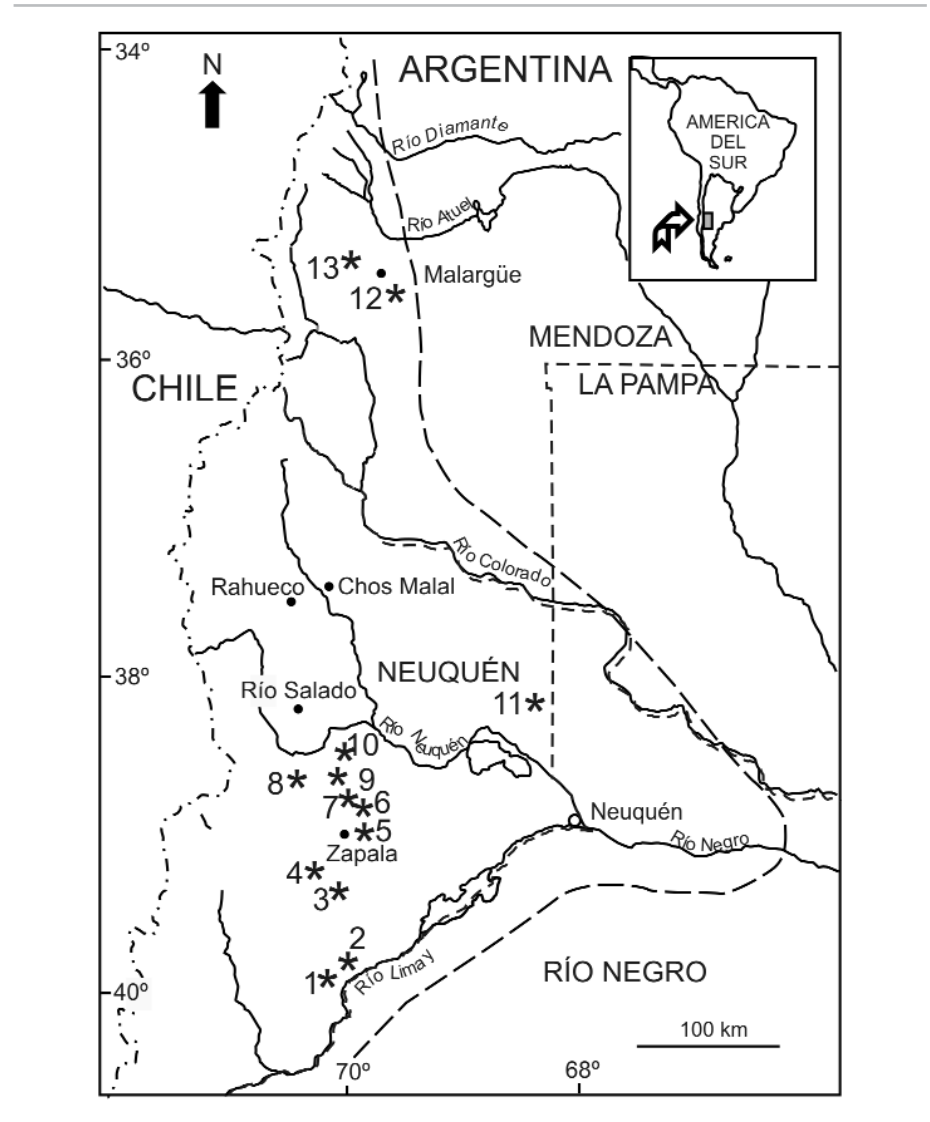 34º
N
ARGENTINA
Río Diamante
AMERICA
DEL
SUR
Río Atuel
13
Malargüe
12
MENDOZA
36º
CHILE
LA PAMPA
Río Colorado
Rahueco
Chos Malal
38º
NEUQUÉN
Río Salado
11
Río Neuquén
10
8
9
7
6
Neuquén
5
Río Negro
Zapala
4
3
2
1
Río Limay
RÍO NEGRO
40º
100 km
70º
68º